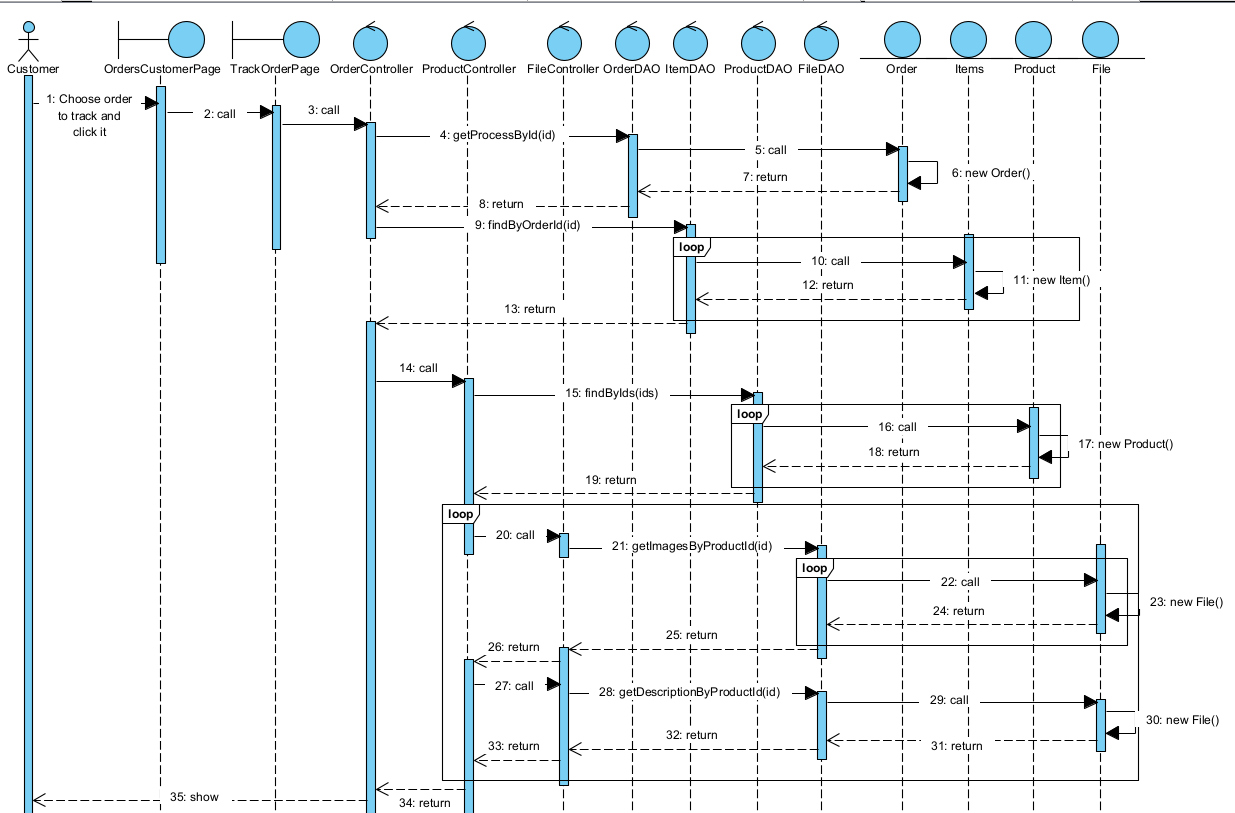 Customer
OrdersCustomerPage
TrackOrderPage
OrderController
ProductController
FileController
OrderDAO
ItemDAO
ProductDAO
FileDAO
Order
Items
Product
File
1: Choose order
to track and
click it
2: call
3: call
4: getProcessById(id)
5: call
6: new Order()
7: return
8: return
9: findByOrderId(id)
loop
10: call
11: new Item()
12: return
13: return
14: call
15: findByIds(ids)
loop
16: call
17: new Product()
18: return
19: return
loop
20: call
21: getImagesByProductId(id)
loop
22: call
23: new File()
24: return
25: return
26: return
27: call
28: getDescriptionByProductId(id)
29: call
30: new File()
31: return
32: return
33: return
34: return
35: show